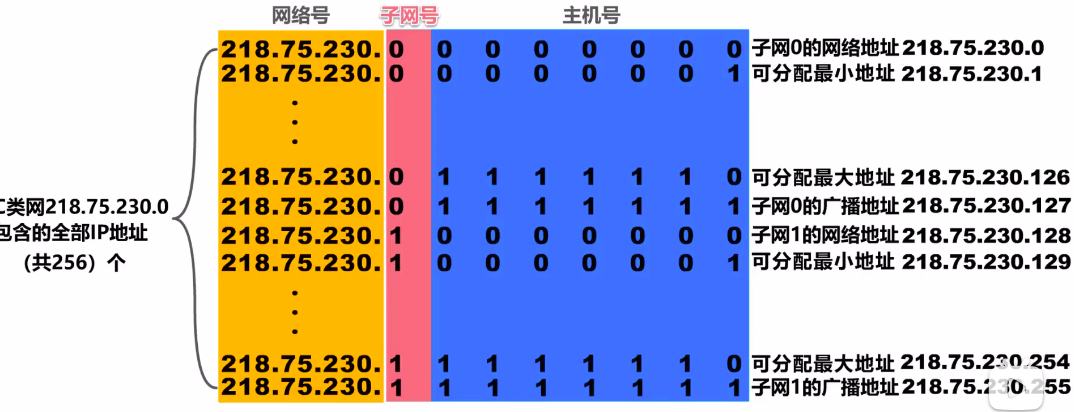 网络号 子网号 主机号
218.75.230. 0 0 0 0 0 0 0 0 子网0的网络地址 218.75.230.0
218.75.230. 0 0 0 0 0 0 0 1 可分配最小地址 218.75.230.1
218.75.230. 0 1 1 1 1 1 1 0 可分配最大地址 218.75.230.126
218.75.230. 0 1 1 1 1 1 1 1 子网0的广播地址 218.75.230.127
C类网218.75.230.0
包含的全部IP地址
（共256）个
218.75.230. 1 0 0 0 0 0 0 0 子网1的网络地址 218.75.230.128
218.75.230. 1 0 0 0 0 0 0 1 可分配最小地址 218.75.230.129
218.75.230. 1 1 1 1 1 1 1 0 可分配最大地址 218.75.230.254
218.75.230. 1 1 1 1 1 1 1 1 子网1的广播地址 218.75.230.255